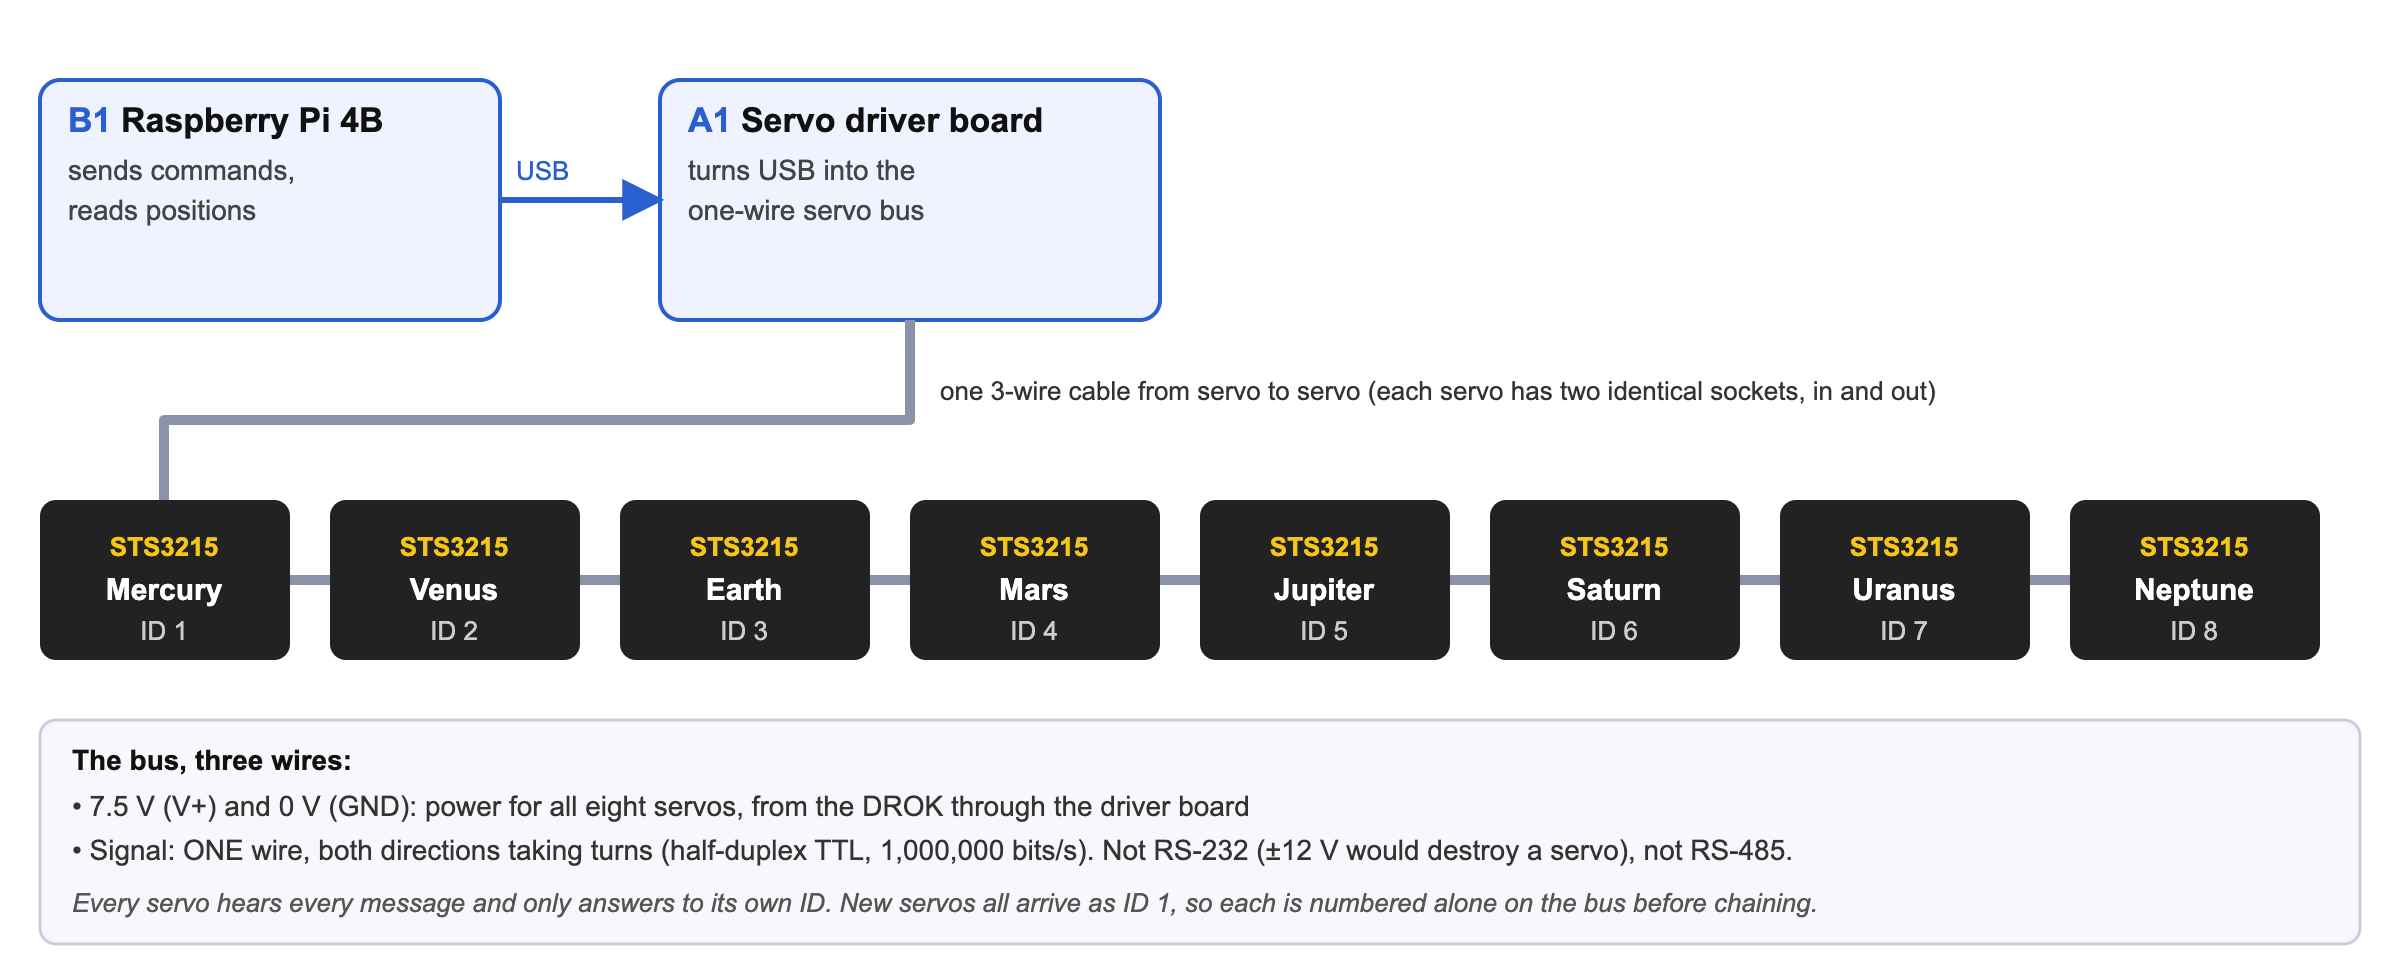 B1 Raspberry Pi 4B
sends commands,
reads positions
USB
A1 Servo driver board
turns USB into the
one-wire servo bus
one 3-wire cable from servo to servo (each servo has two identical sockets, in and out)
STS3215
Mercury
ID 1
STS3215
Venus
ID 2
STS3215
Earth
ID 3
STS3215
Mars
ID 4
STS3215
Jupiter
ID 5
STS3215
Saturn
ID 6
STS3215
Uranus
ID 7
STS3215
Neptune
ID 8
The bus, three wires:
• 7.5 V (V+) and 0 V (GND): power for all eight servos, from the DROK through the driver board
• Signal: ONE wire, both directions taking turns (half-duplex TTL, 1,000,000 bits/s). Not RS-232 (±12 V would destroy a servo), not RS-485.
Every servo hears every message and only answers to its own ID. New servos all arrive as ID 1, so each is numbered alone on the bus before chaining.